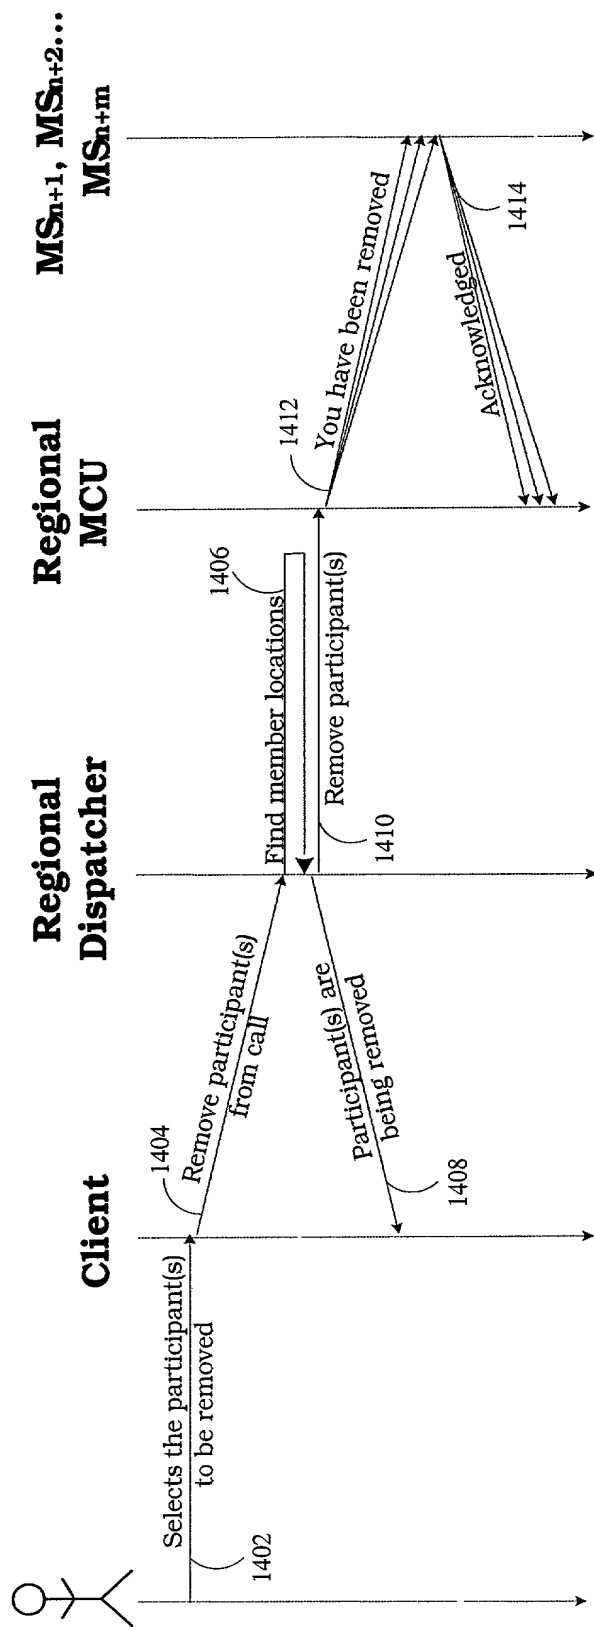 Client
Regional
Dispatcher
Regional
MCU
MSn+1, MSn+2...
MSn+m
Selects the participant(s)
to be removed
1402
1404
Remove participant(s)
from call
Find member locations
1406
Participant(s) are
being removed
1408
Remove participant(s)
1410
1412
You have been removed
Acknowledged
1414